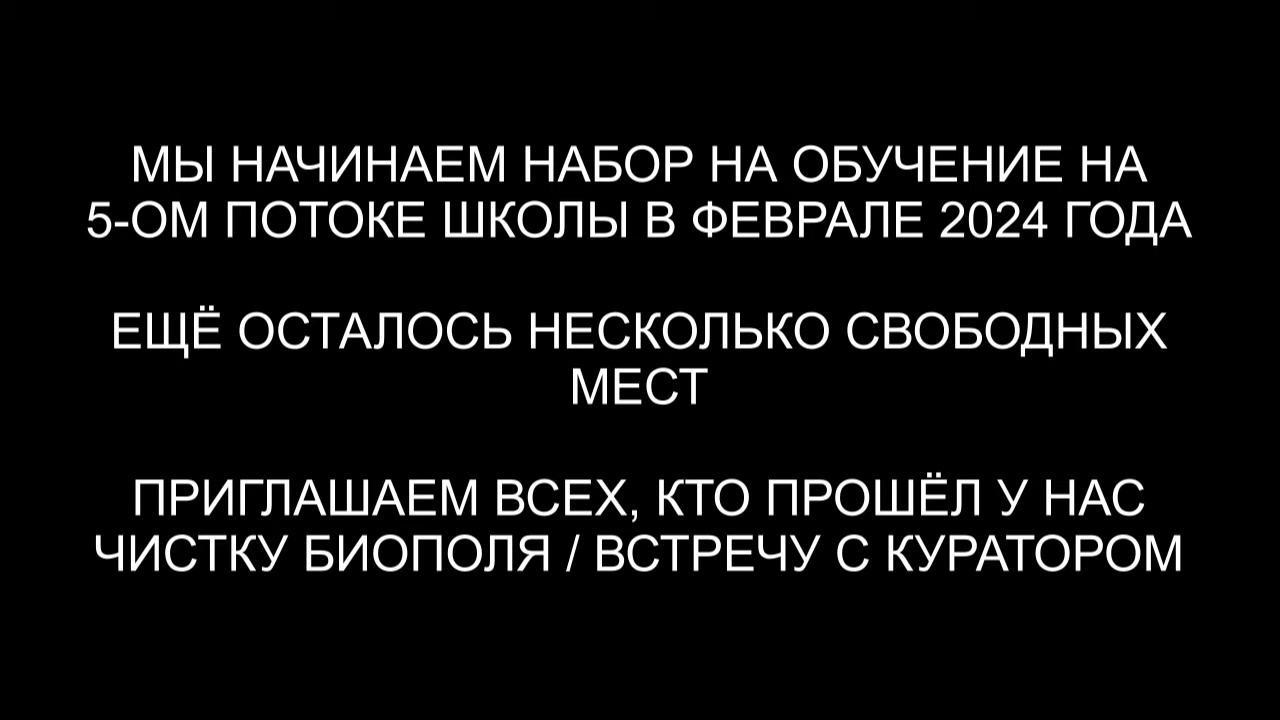 МЫ НАЧИНАЕМ НАБОР НА ОБУЧЕНИЕ НА
5-ОМ ПОТОКЕ ШКОЛЫ В ФЕВРАЛЕ 2024 ГОДА
ЕЩЁ ОСТАЛОСЬ НЕСКОЛЬКО СВОБОДНЫХ
МЕСТ
ПРИГЛАШАЕМ ВСЕХ, КТО ПРОШЁЛ У НАС
ЧИСТКУ БИОПОЛЯ / ВСТРЕЧУ С КУРАТОРОМ